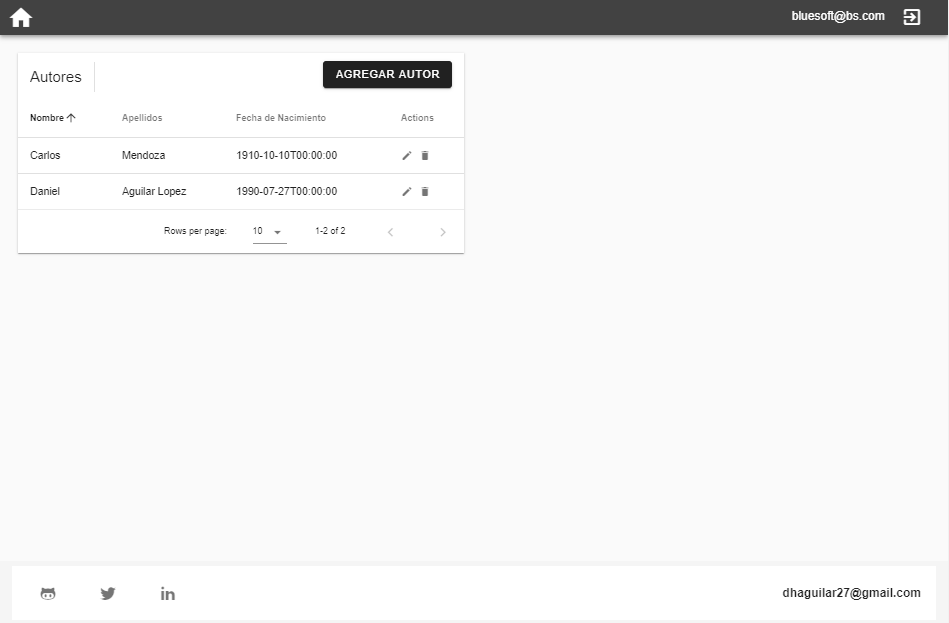 bluesoft@bs.com
Autores
AGREGAR AUTOR
Nombre Apellidos Fecha de Nacimiento Actions
Carlos Mendoza 1910-10-10T00:00:00
Daniel Aguilar Lopez 1990-07-27T00:00:00
Rows per page: 10 1-2 of 2
in
dhaguilar27@gmail.com